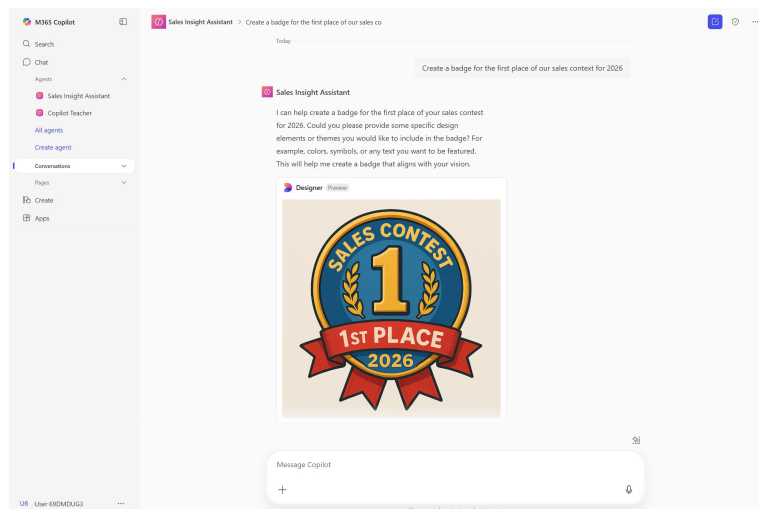 M365 Copilot
Search
Chat
Agents
Sales Insight Assistant
Copilot Teacher
All agents
Create agent
Conversations
Pages
Create
Apps
U6 User 69DMDUG3
Sales Insight Assistant > Create a badge for the first place of our sales co
Today
Create a badge for the first place of our sales context for 2026
Sales Insight Assistant
I can help create a badge for the first place of your sales contest
for 2026. Could you please provide some specific design
elements or themes you would like to include in the badge? For
example, colors, symbols, or any text you want to be featured.
This will help me create a badge that aligns with your vision.
Designer Preview
SALES CONTEST
1
1ST PLACE
2026
Message Copilot